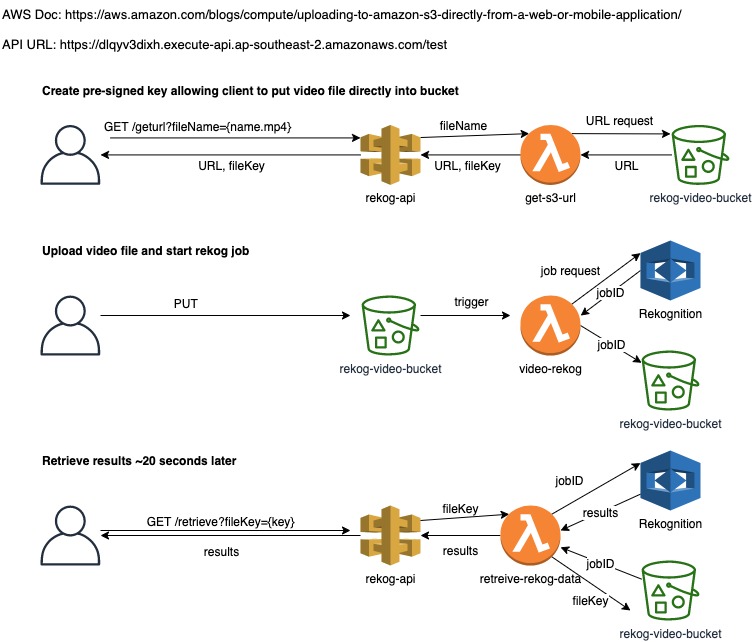 AWS Doc: https://aws.amazon.com/blogs/compute/uploading-to-amazon-s3-directly-from-a-web-or-mobile-application/
API URL: https://dlqyv3dixh.execute-api.ap-southeast-2.amazonaws.com/test
Create pre-signed key allowing client to put video file directly into bucket
GET /geturl?fileName={name.mp4}
fileName
URL request
URL, fileKey
URL, fileKey
URL
rekog-api
get-s3-url
rekog-video-bucket
Upload video file and start rekog job
job request
jobID
PUT
trigger
Rekognition
jobID
rekog-video-bucket
video-rekog
rekog-video-bucket
Retrieve results ~20 seconds later
jobID
fileKey
results
GET /retrieve?fileKey={key}
Rekognition
results
results
jobID
rekog-api
retreive-rekog-data
fileKey
rekog-video-bucket